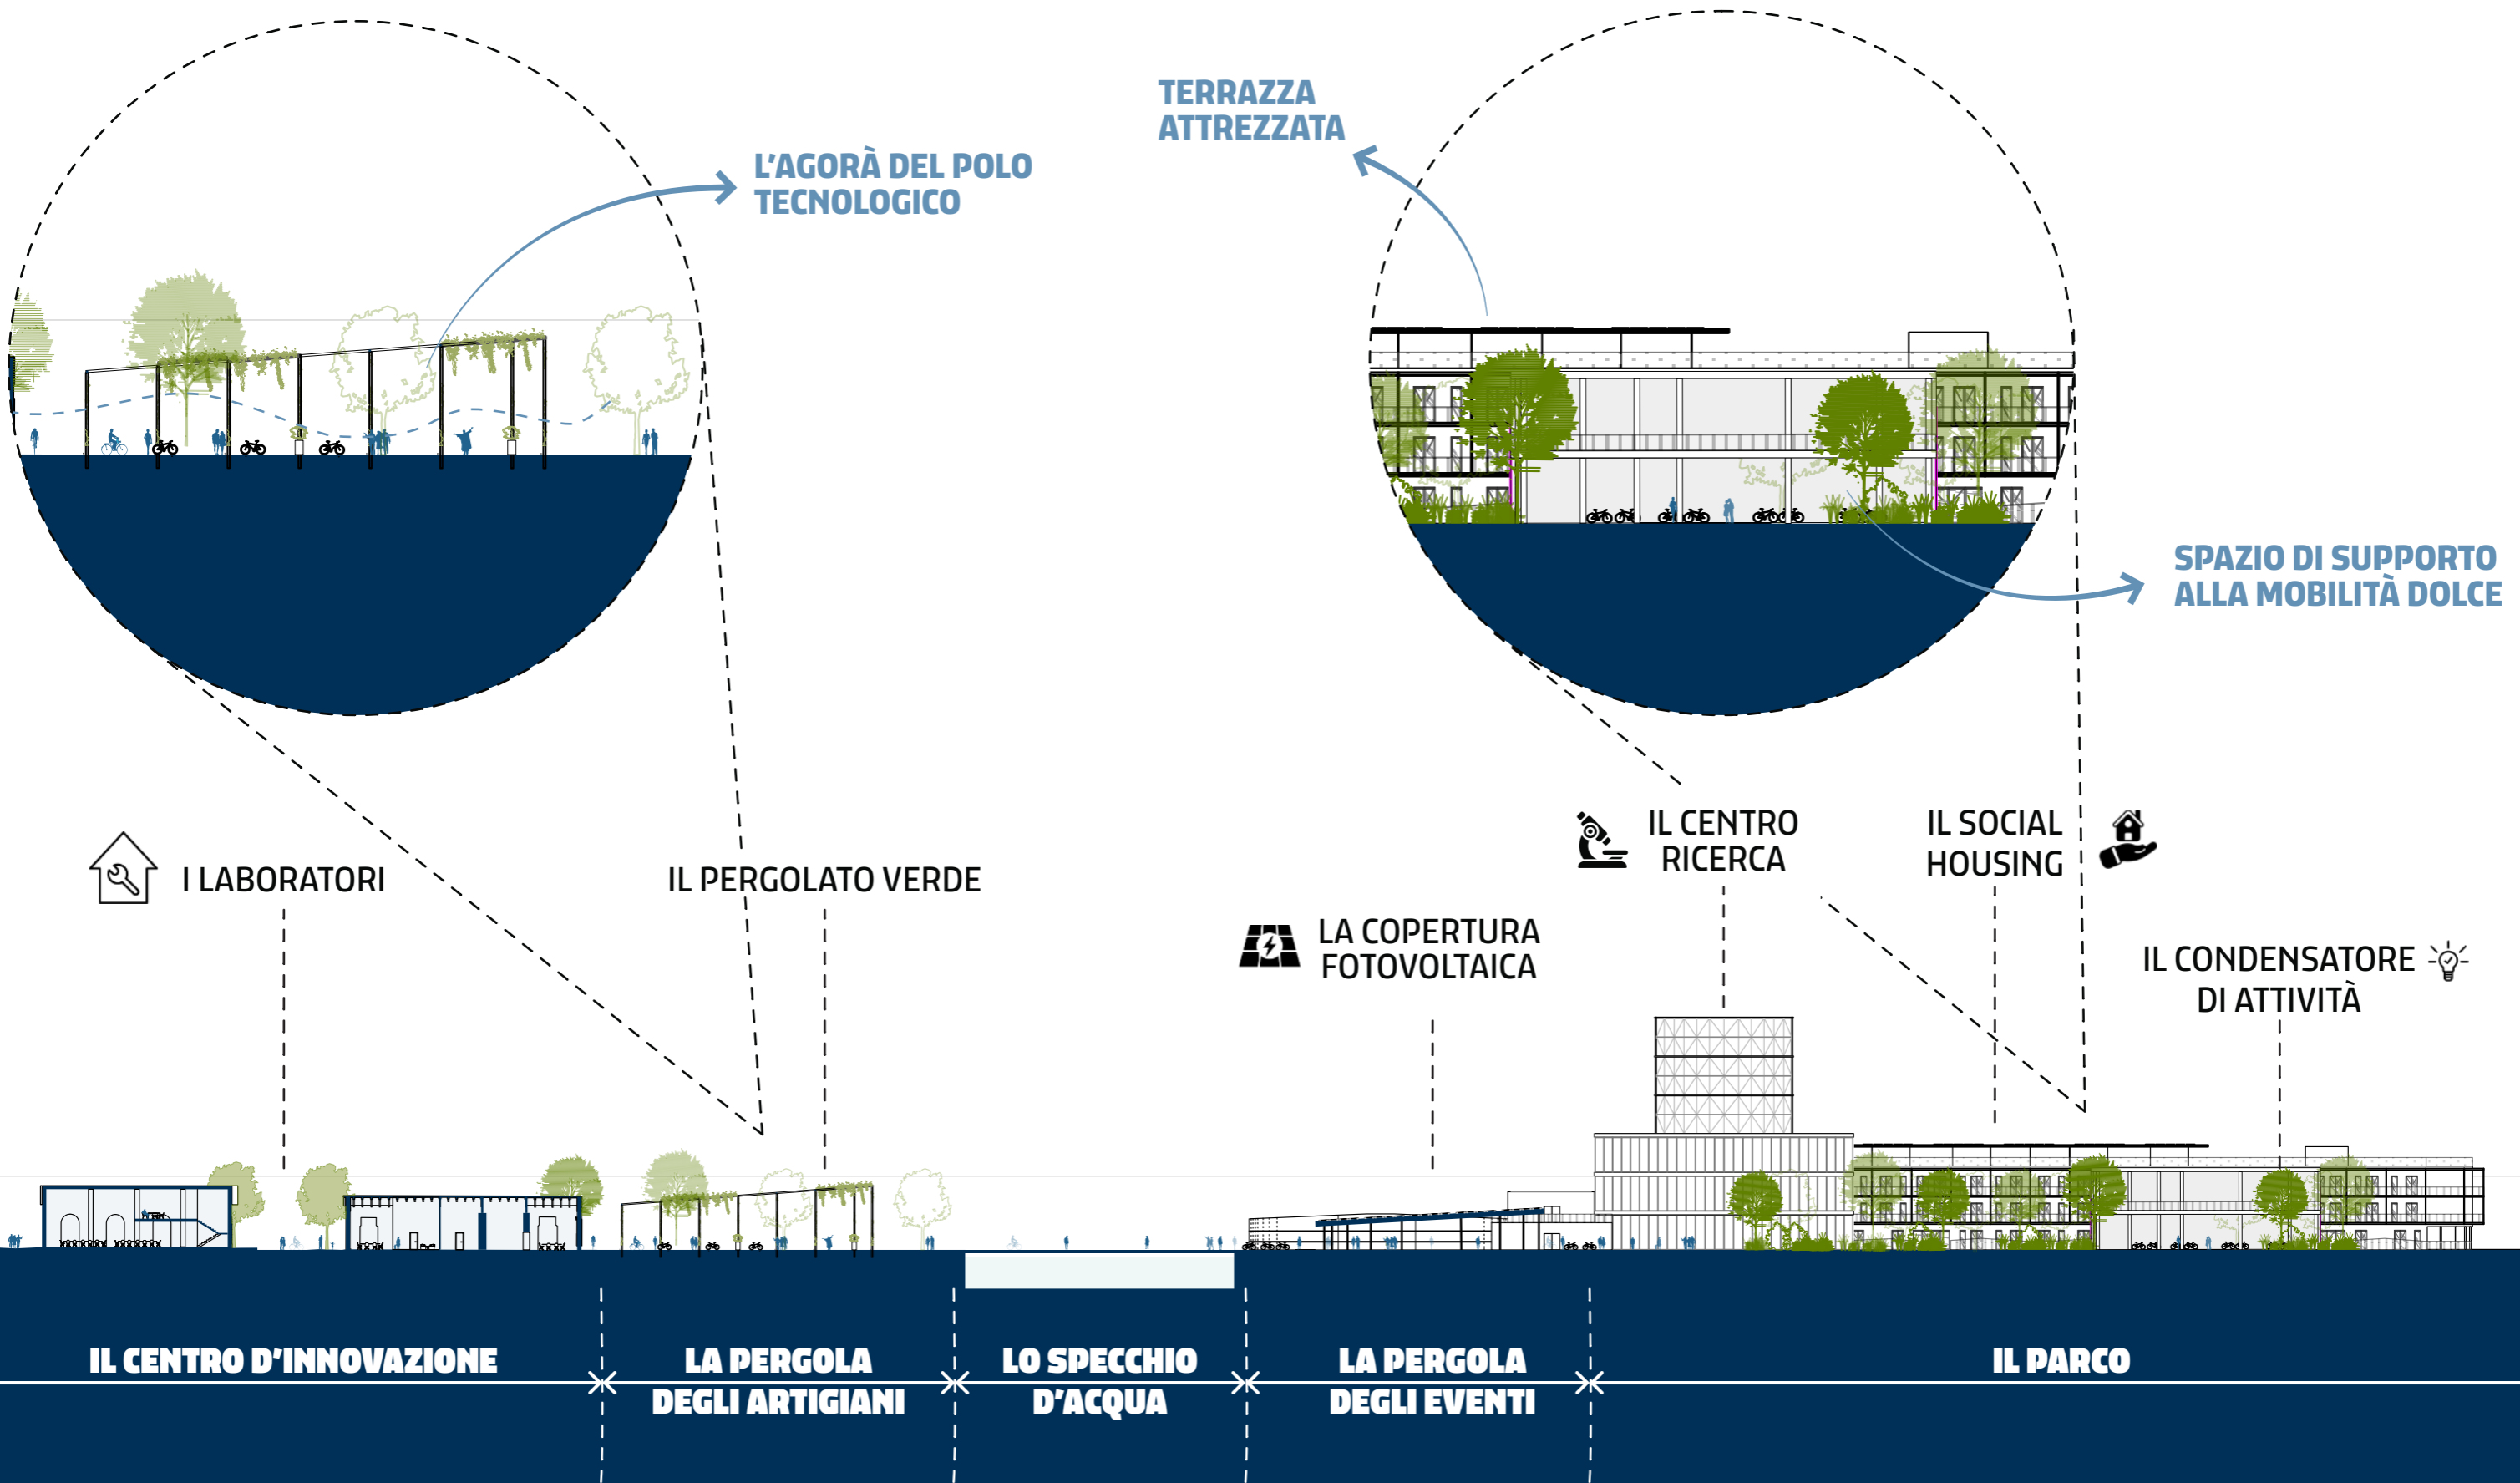 TERRAZZA
ATTREZZATA
L'AGORÀ DEL POLO
TECNOLOGICO
SPAZIO DI SUPPORTO
ALLA MOBILITÀ DOLCE
I LABORATORI
IL PERGOLATO VERDE
LA COPERTURA
FOTOVOLTAICA
IL CENTRO
RICERCA
IL SOCIAL
HOUSING
IL CONDENSATORE
DI ATTIVITÀ
IL CENTRO D'INNOVAZIONE
LA PERGOLA
DEGLI ARTIGIANI
LO SPECCHIO
D'ACQUA
LA PERGOLA
DEGLI EVENTI
IL PARCO